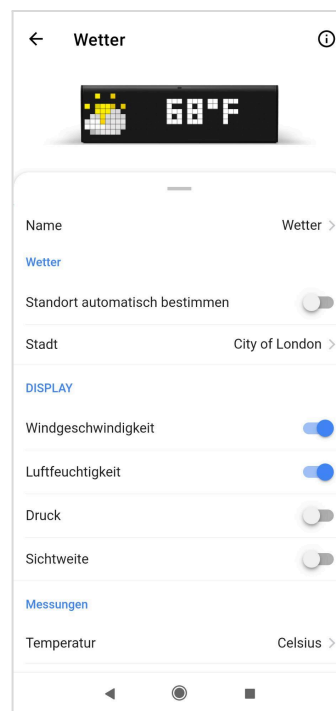 Wetter
68°F
Name Wetter
Wetter
Standort automatisch bestimmen
Stadt City of London
DISPLAY
Windgeschwindigkeit
Luftfeuchtigkeit
Druck
Sichtweite
Messungen
Temperatur Celsius